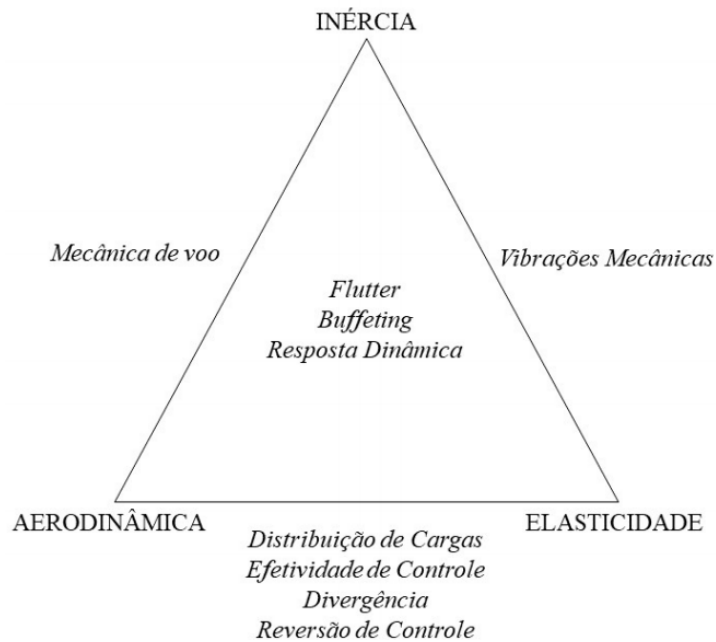 INÉRCIA
Mecânica de voo
Vibrações Mecânicas
Flutter
Buffeting
Resposta Dinâmica
AERODINÂMICA
ELASTICIDADE
Distribuição de Cargas
Efetividade de Controle
Divergência
Reversão de Controle